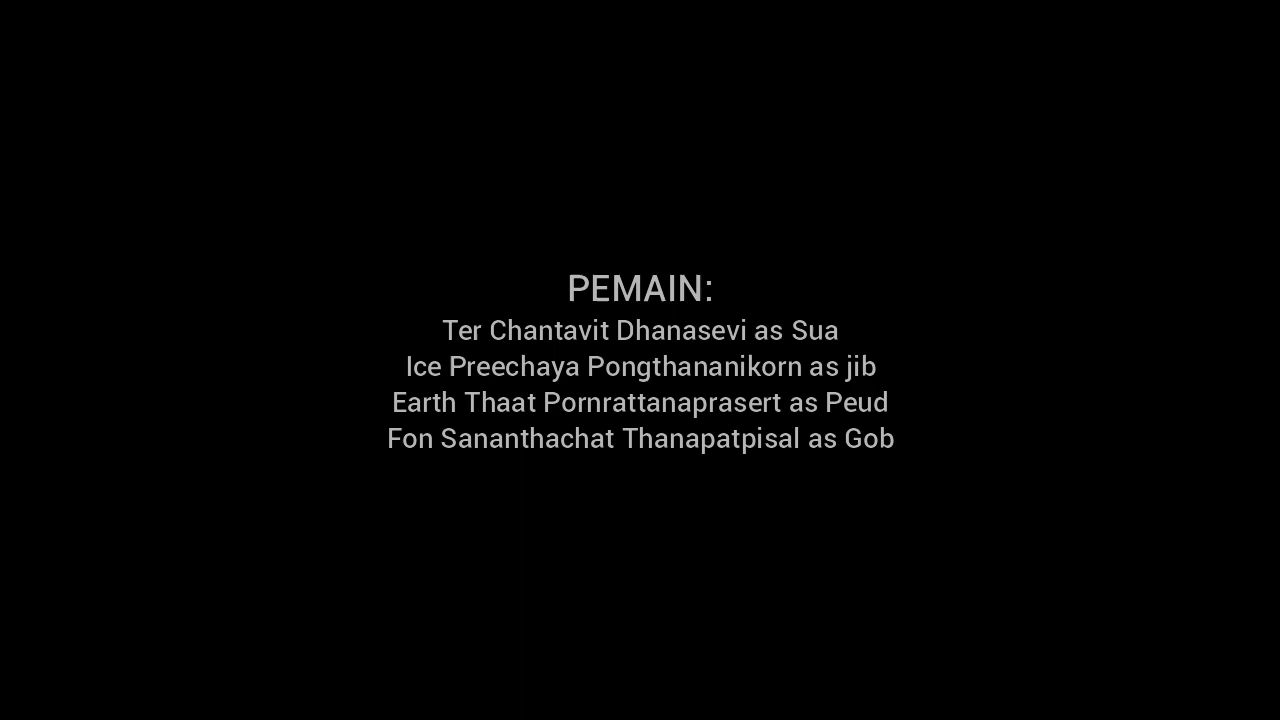 PEMAIN:
Ter Chantavit Dhanasevi as Sua
Ice Preechaya Pongthananikorn as jib
Earth Thaat Pornrattanaprasert as Peud
Fon Sananthachat Thanapatpisal as Gob